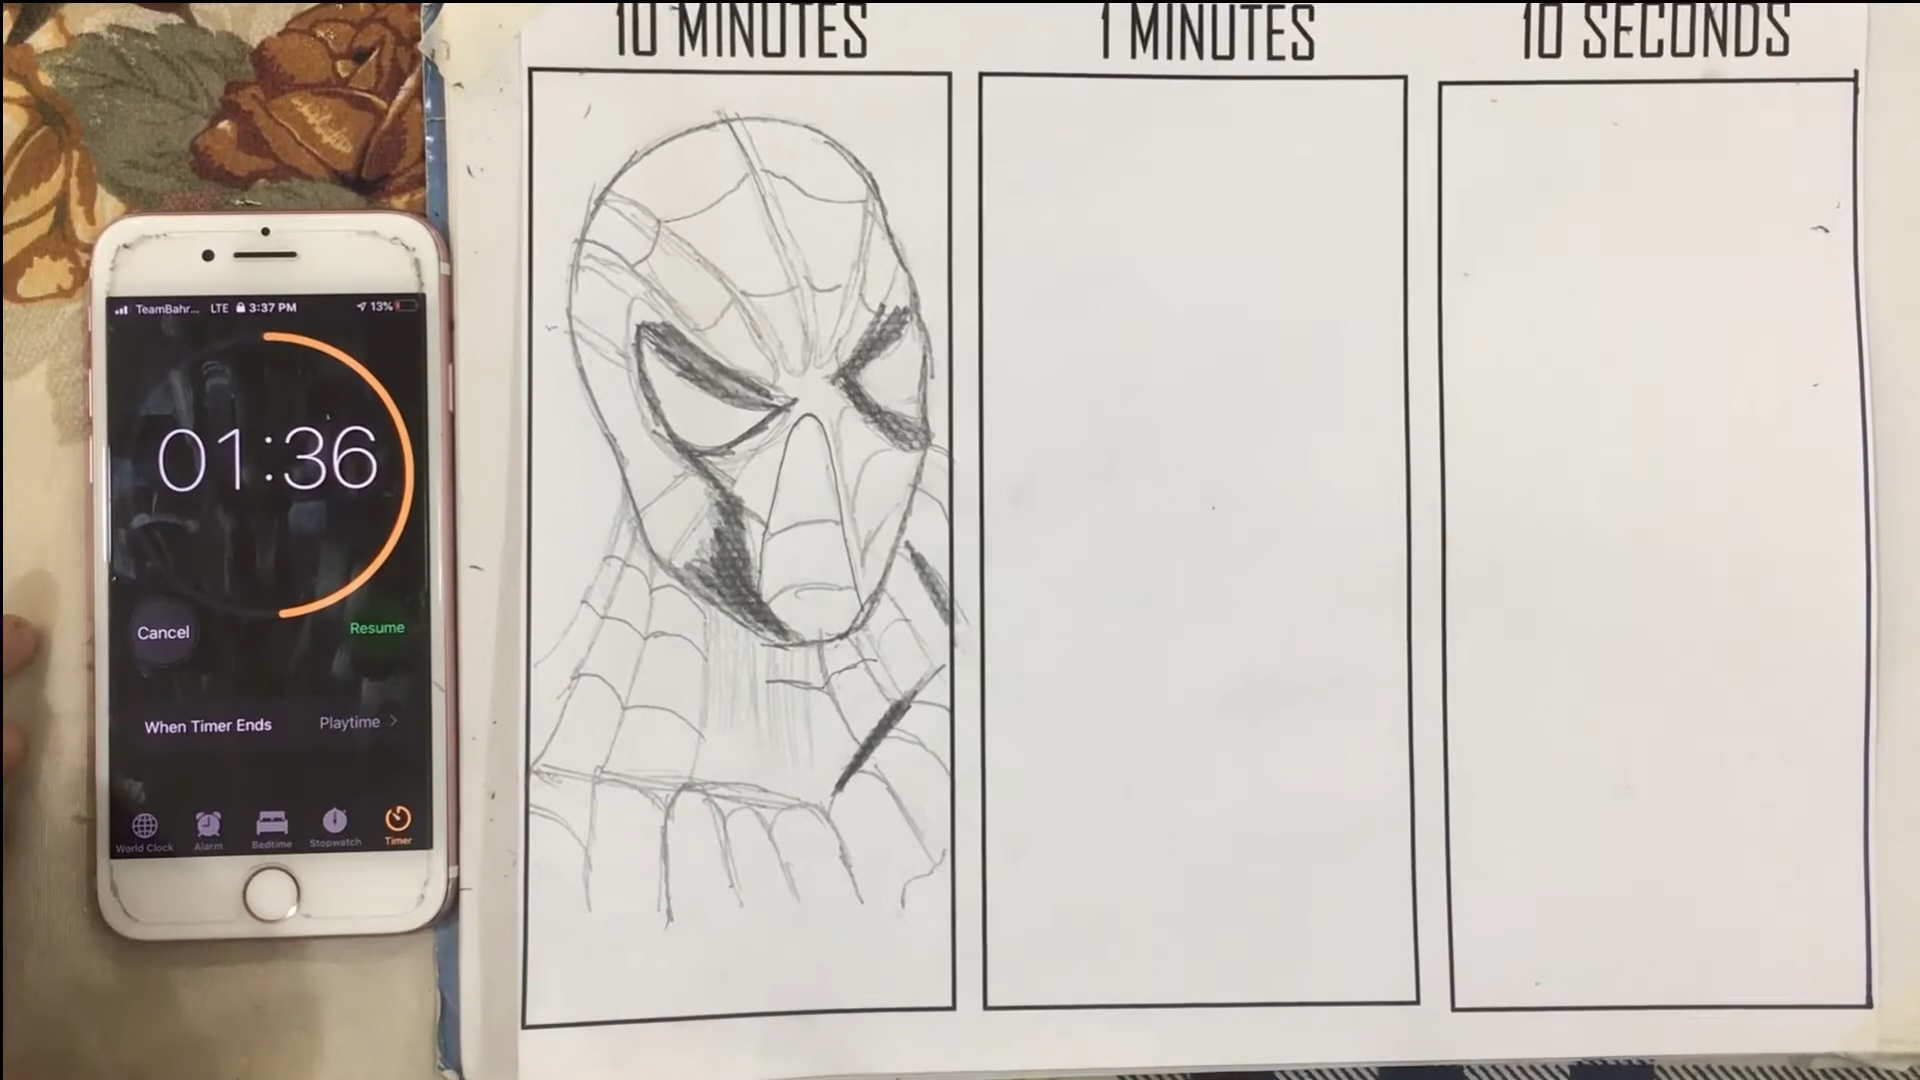 10 MINUTES
1 MINUTES
10 SECONDS
TeamBahr... LTE 3:37 PM 13%
01:36
Cancel
Resume
When Timer Ends Playtime >
World Clock
Alarm
Bedtime
Stopwatch
Timer